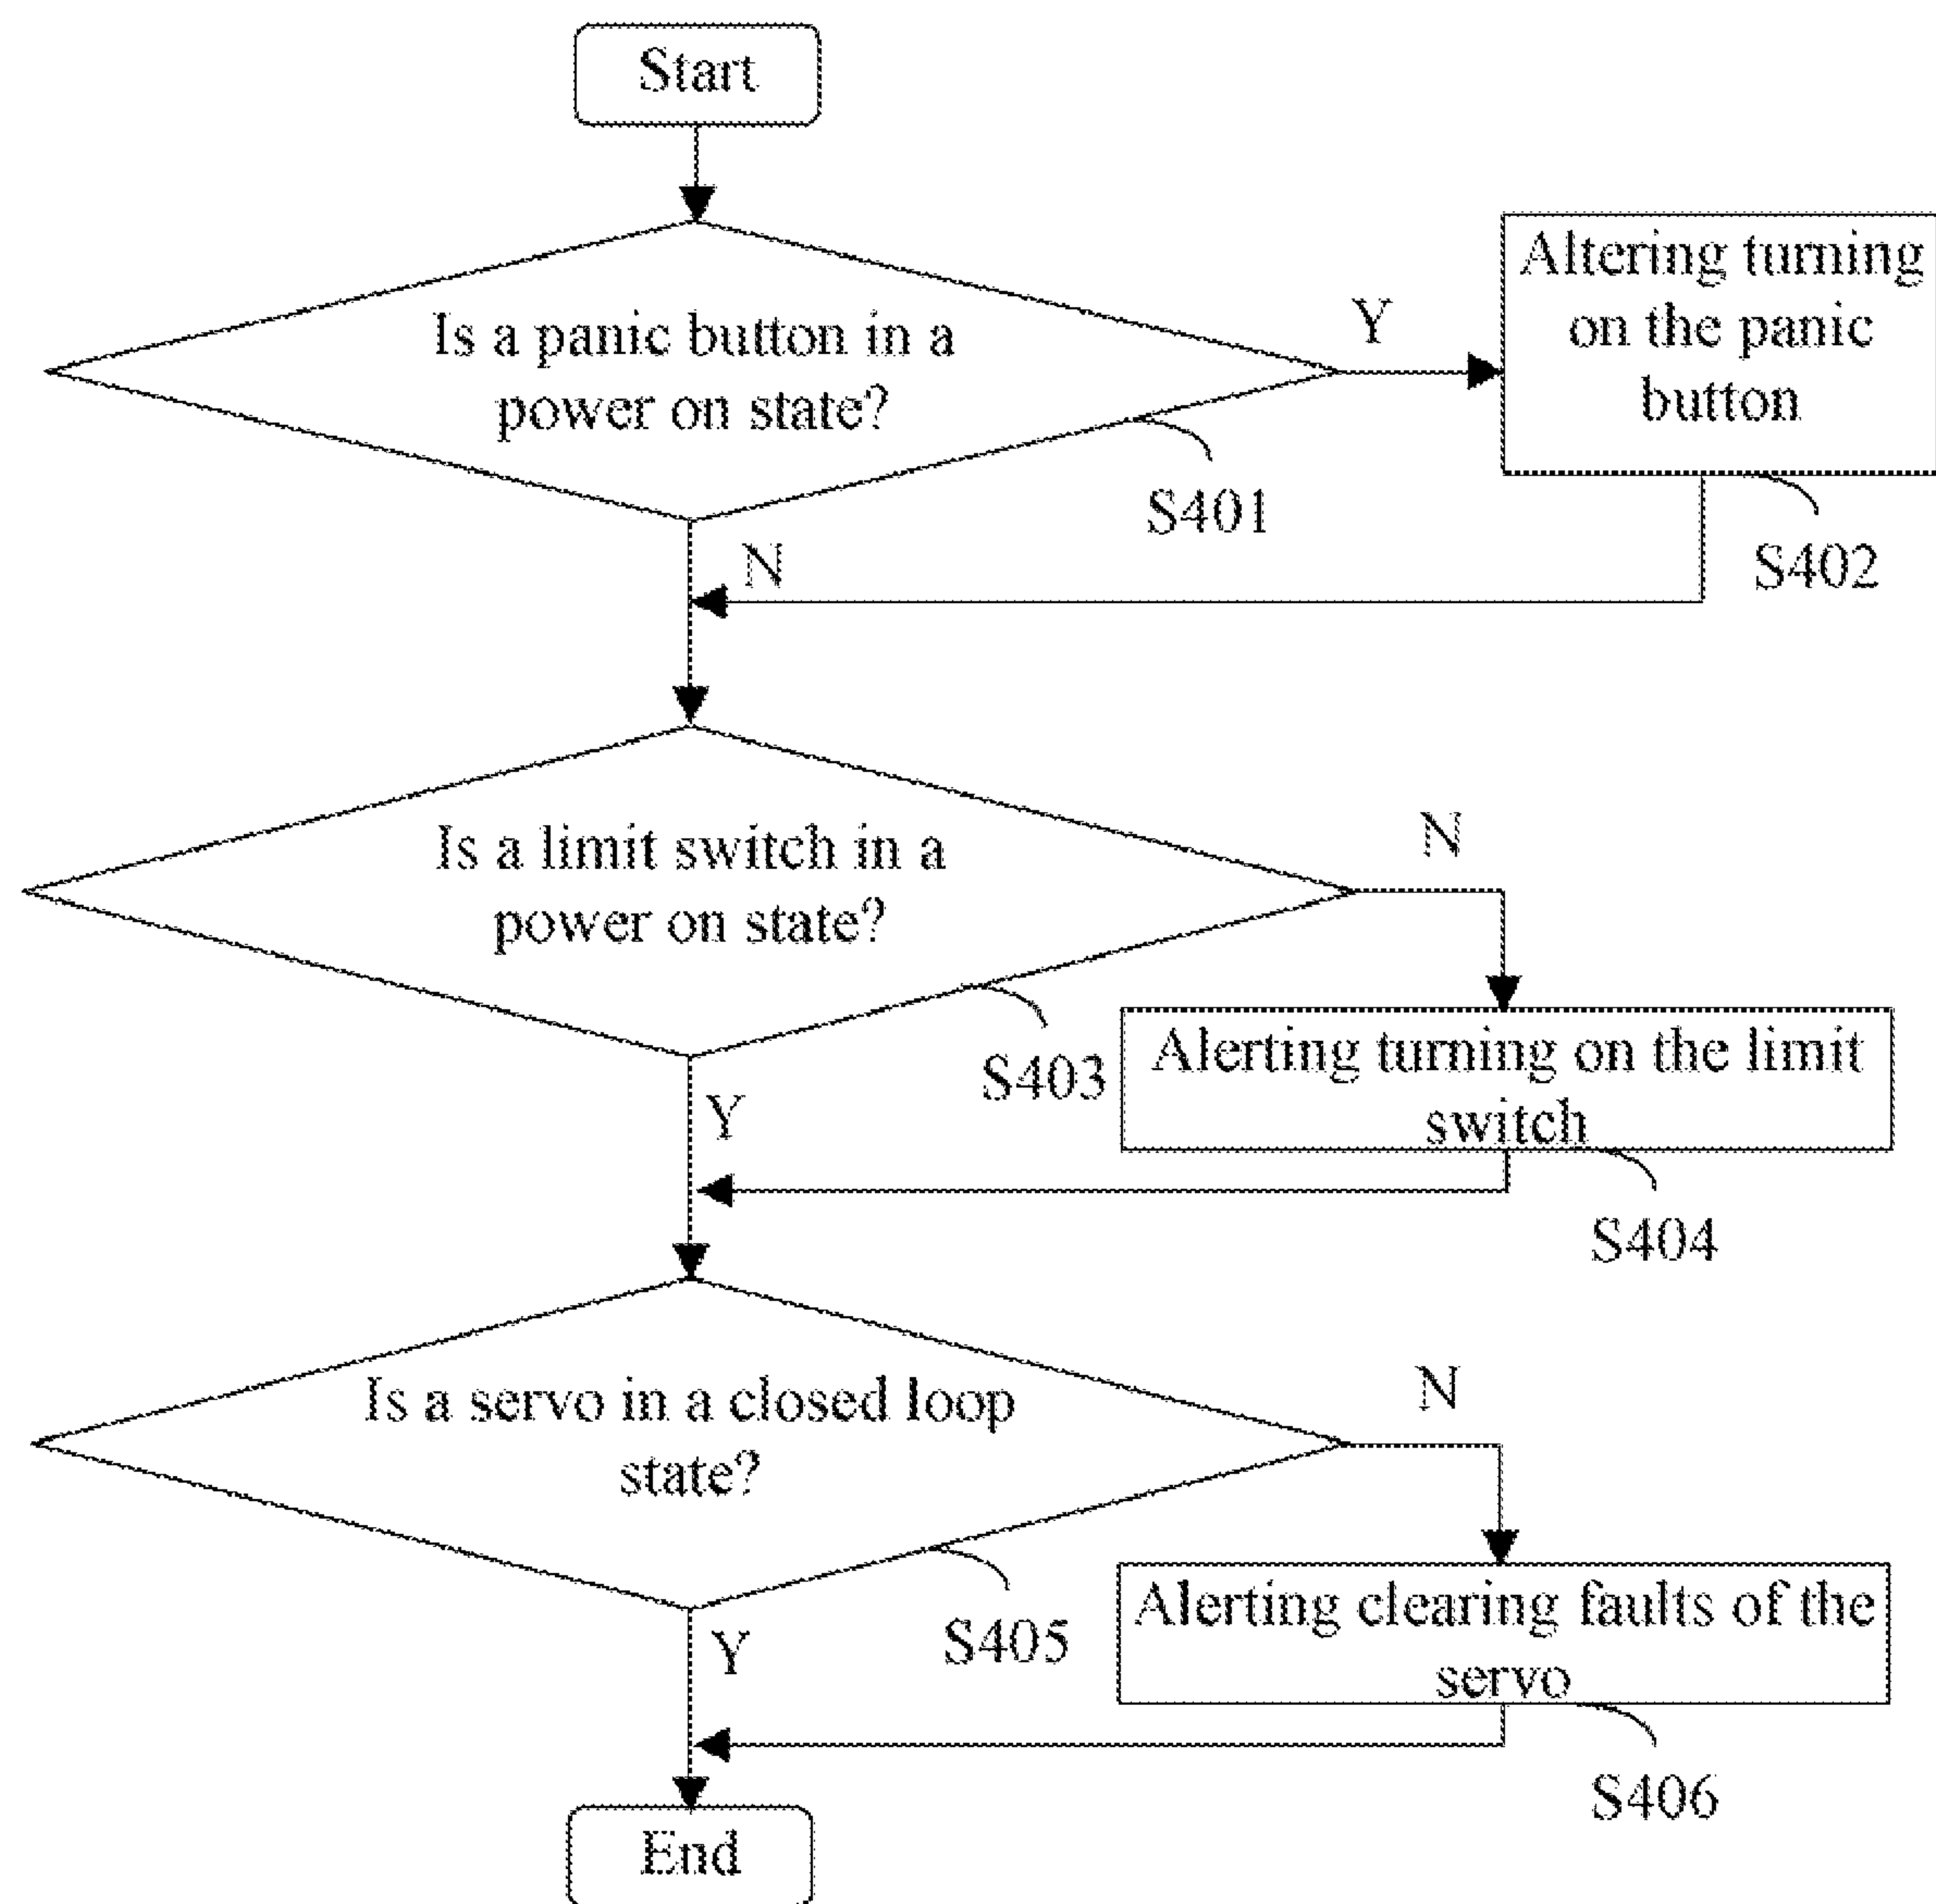 Start
Is a panic button in a
power on state?
Y
Altering turning
on the panic
button
S401
S402
N
Is a limit switch in a
power on state?
N
S403
Alerting turning on the limit
switch
Y
S404
Is a servo in a closed loop
state?
N
S405
Alerting clearing faults of the
servo
Y
S406
End